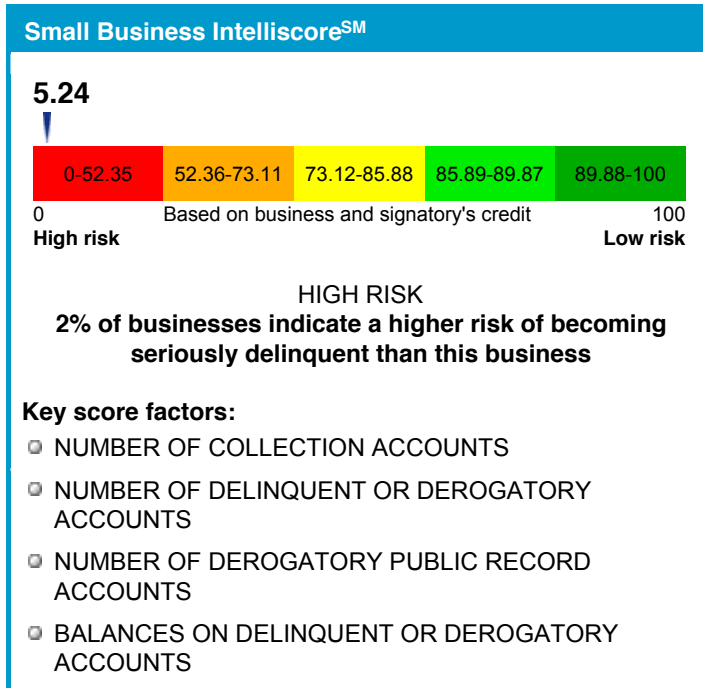 Small Business Intelliscore℠
5.24
0-52.35 52.36-73.11 73.12-85.88 85.89-89.87 89.88-100
0 Based on business and signatory's credit 100
High risk Low risk
HIGH RISK
2% of businesses indicate a higher risk of becoming
seriously delinquent than this business
Key score factors:
NUMBER OF COLLECTION ACCOUNTS
NUMBER OF DELINQUENT OR DEROGATORY
ACCOUNTS
NUMBER OF DEROGATORY PUBLIC RECORD
ACCOUNTS
BALANCES ON DELINQUENT OR DEROGATORY
ACCOUNTS